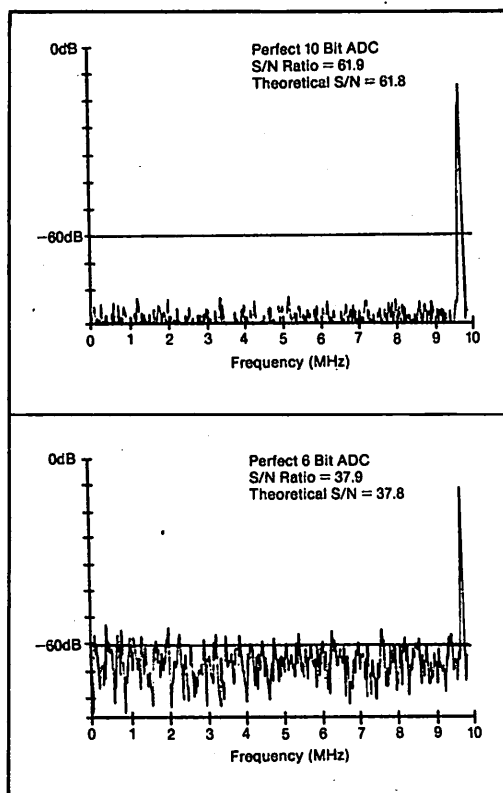 0dB
Perfect 10 Bit ADC
S/N Ratio = 61.9
Theoretical S/N = 61.8
−60dB
0 1 2 3 4 5 6 7 8 9 10
Frequency (MHz)
0dB
Perfect 6 Bit ADC
S/N Ratio = 37.9
Theoretical S/N = 37.8
−60dB
0 1 2 3 4 5 6 7 8 9 10
Frequency (MHz)